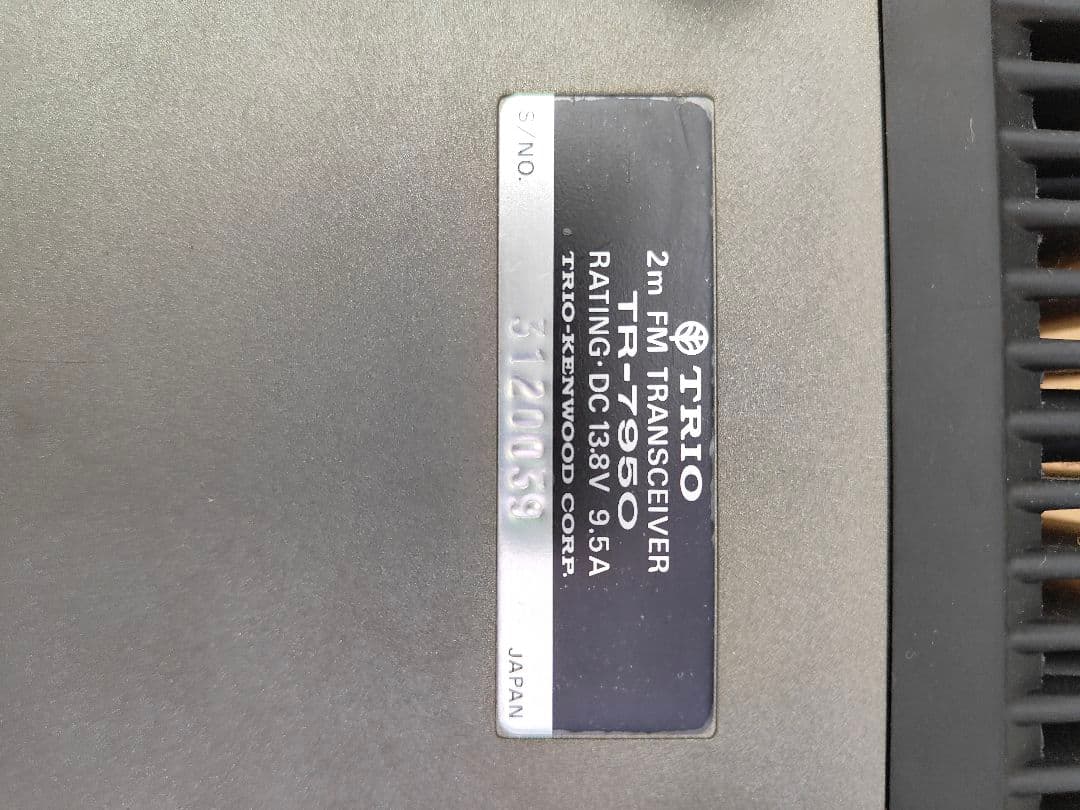 TRIO
2m FM TRANSCEIVER
TR-7950
RATING·DC 13.8V 9.5A
TRIO-KENWOOD CORP.
S/NO. 3120039 JAPAN